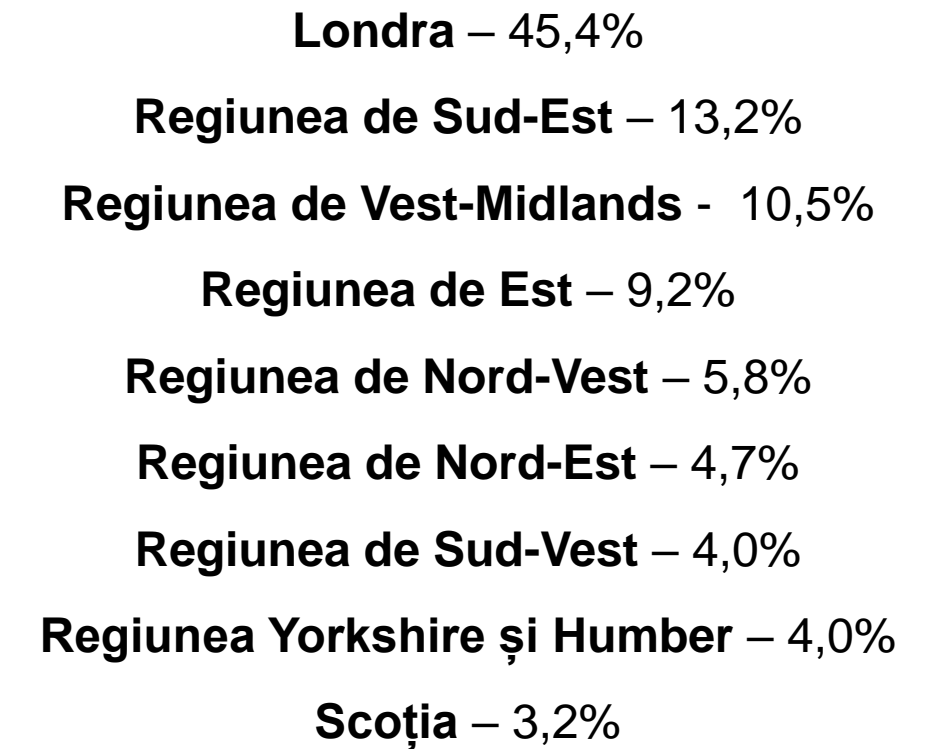 Londra – 45,4%
Regiunea de Sud-Est – 13,2%
Regiunea de Vest-Midlands -  10,5%
Regiunea de Est – 9,2%
Regiunea de Nord-Vest – 5,8%
Regiunea de Nord-Est – 4,7%
Regiunea de Sud-Vest – 4,0%
Regiunea Yorkshire și Humber – 4,0%
Scoția – 3,2%